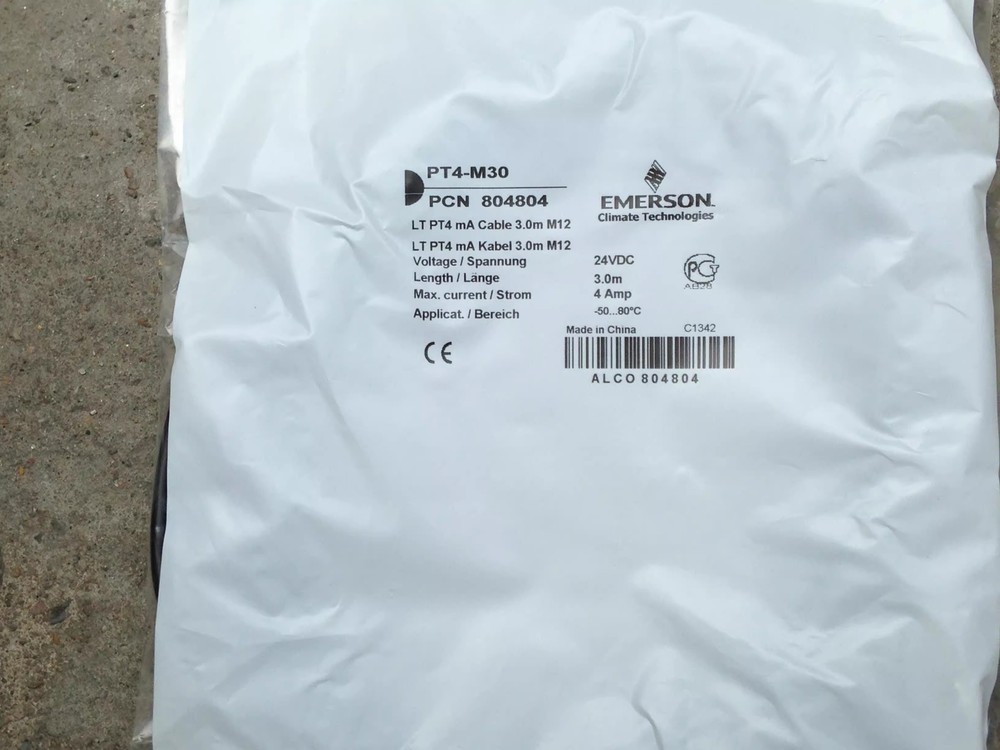 PT4-M30
PCN 804804
EMERSON.
Climate Technologies
LT PT4 mA Cable 3.0m M12
LT PT4 mA Kabel 3.0m M12
Voltage / Spannung 24VDC
Length / Länge 3.0m
Max. current / Strom 4 Amp
Applicat. / Bereich -50...80°C
PCT
АВ28
Made in China C1342
CE
ALCO 804804